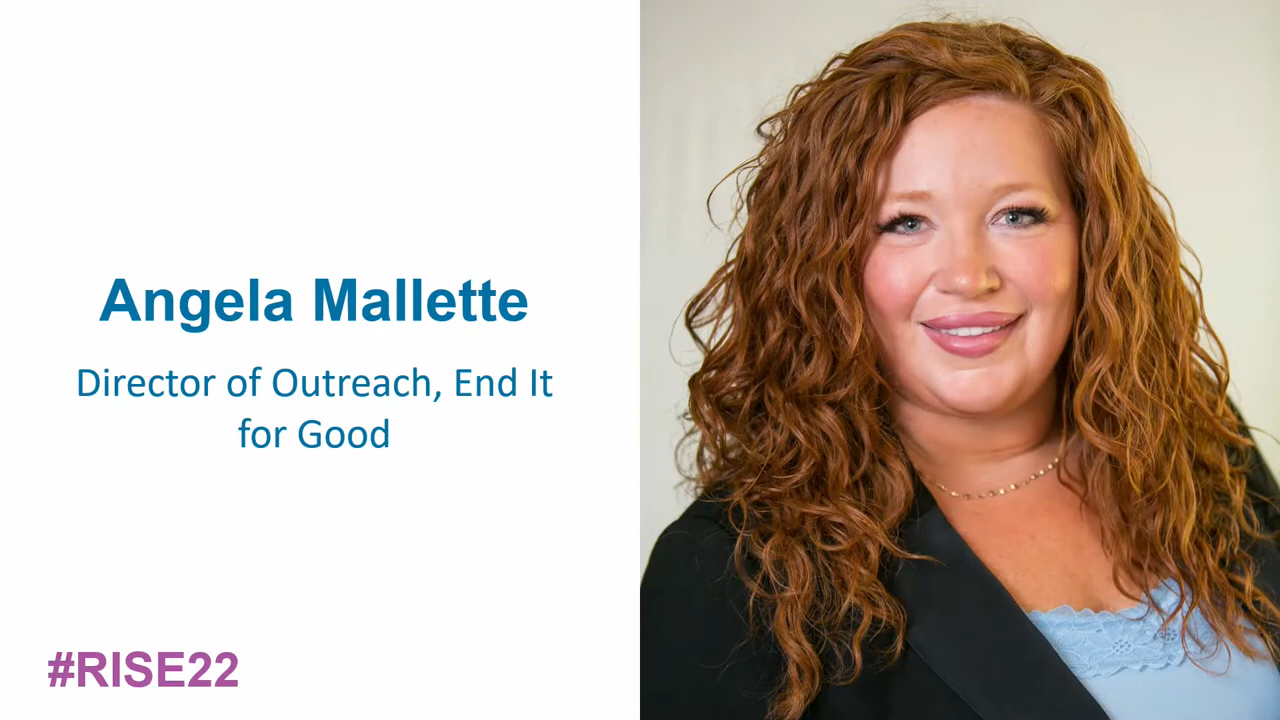 Angela Mallette
Director of Outreach, End It
for Good
#RISE22